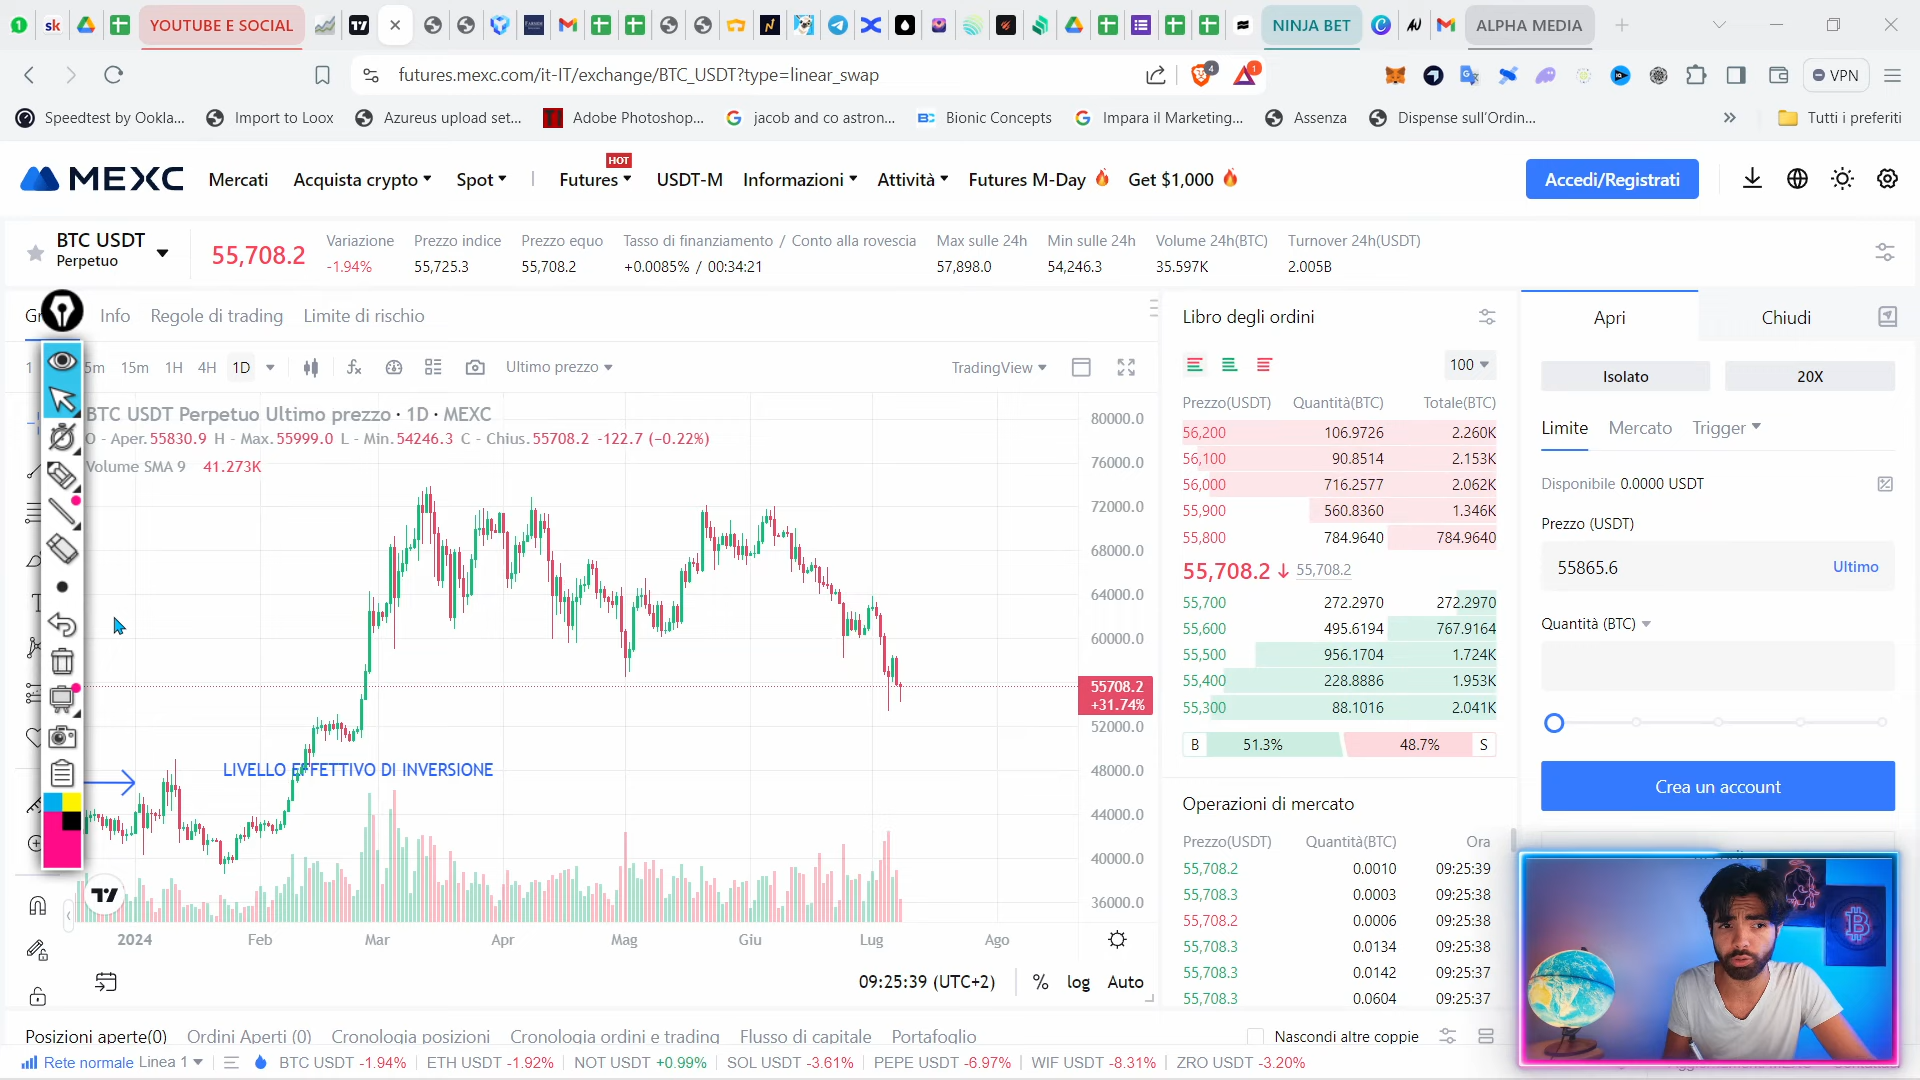 YOUTUBE E SOCIAL
NINJA BET
ALPHA MEDIA
futures.mexc.com/it-IT/exchange/BTC_USDT?type=linear_swap
4
1
VPN
Speedtest by Ookla...
Import to Loox
Azureus upload set...
Adobe Photoshop...
jacob and co astron...
Bionic Concepts
Impara il Marketing...
Assenza
Dispense sull'Ordin...
Tutti i preferiti
MEXC
Mercati
Acquista crypto
Spot
HOT
Futures
USDT-M
Informazioni
Attività
Futures M-Day
Get $1,000
Accedi/Registrati
BTC USDT
Perpetuo
55,708.2
Variazione
-1.94%
Prezzo indice
55,725.3
Prezzo equo
55,708.2
Tasso di finanziamento / Conto alla rovescia
+0.0085% / 00:34:21
Max sulle 24h
57,898.0
Min sulle 24h
54,246.3
Volume 24h(BTC)
35.597K
Turnover 24h(USDT)
2.005B
Info
Regole di trading
Limite di rischio
15m
1H
4H
1D
Ultimo prezzo
TradingView
BTC USDT Perpetuo Ultimo prezzo · 1D · MEXC
O - Aper.55830.9 H - Max.55999.0 L - Min.54246.3 C - Chius.55708.2 -122.7 (-0.22%)
Volume SMA 9 41.273K
80000.0
76000.0
72000.0
68000.0
64000.0
60000.0
55708.2
+31.74%
52000.0
48000.0
44000.0
40000.0
36000.0
LIVELLO EFFETTIVO DI INVERSIONE
2024
Feb
Mar
Apr
Mag
Giu
Lug
Ago
09:25:39 (UTC+2)
%
log
Auto
Libro degli ordini
100
Prezzo(USDT) Quantità(BTC) Totale(BTC)
56,200 106.9726 2.260K
56,100 90.8514 2.153K
56,000 716.2577 2.062K
55,900 560.8360 1.346K
55,800 784.9640 784.9640
55,708.2 55,708.2
55,700 272.2970 272.2970
55,600 495.6194 767.9164
55,500 956.1704 1.724K
55,400 228.8886 1.953K
55,300 88.1016 2.041K
B 51.3% 48.7% S
Operazioni di mercato
Prezzo(USDT) Quantità(BTC) Ora
55,708.2 0.0010 09:25:39
55,708.3 0.0003 09:25:38
55,708.2 0.0006 09:25:38
55,708.3 0.0134 09:25:38
55,708.3 0.0142 09:25:37
55,708.3 0.0604 09:25:37
Apri
Chiudi
Isolato
20X
Limite
Mercato
Trigger
Disponibile 0.0000 USDT
Prezzo (USDT)
55865.6
Ultimo
Quantità (BTC)
Crea un account
Posizioni aperte(0)
Ordini Aperti (0)
Cronologia posizioni
Cronologia ordini e trading
Flusso di capitale
Portafoglio
Nascondi altre coppie
Rete normale
Linea 1
BTC USDT -1.94%
ETH USDT -1.92%
NOT USDT +0.99%
SOL USDT -3.61%
PEPE USDT -6.97%
WIF USDT -8.31%
ZRO USDT -3.20%